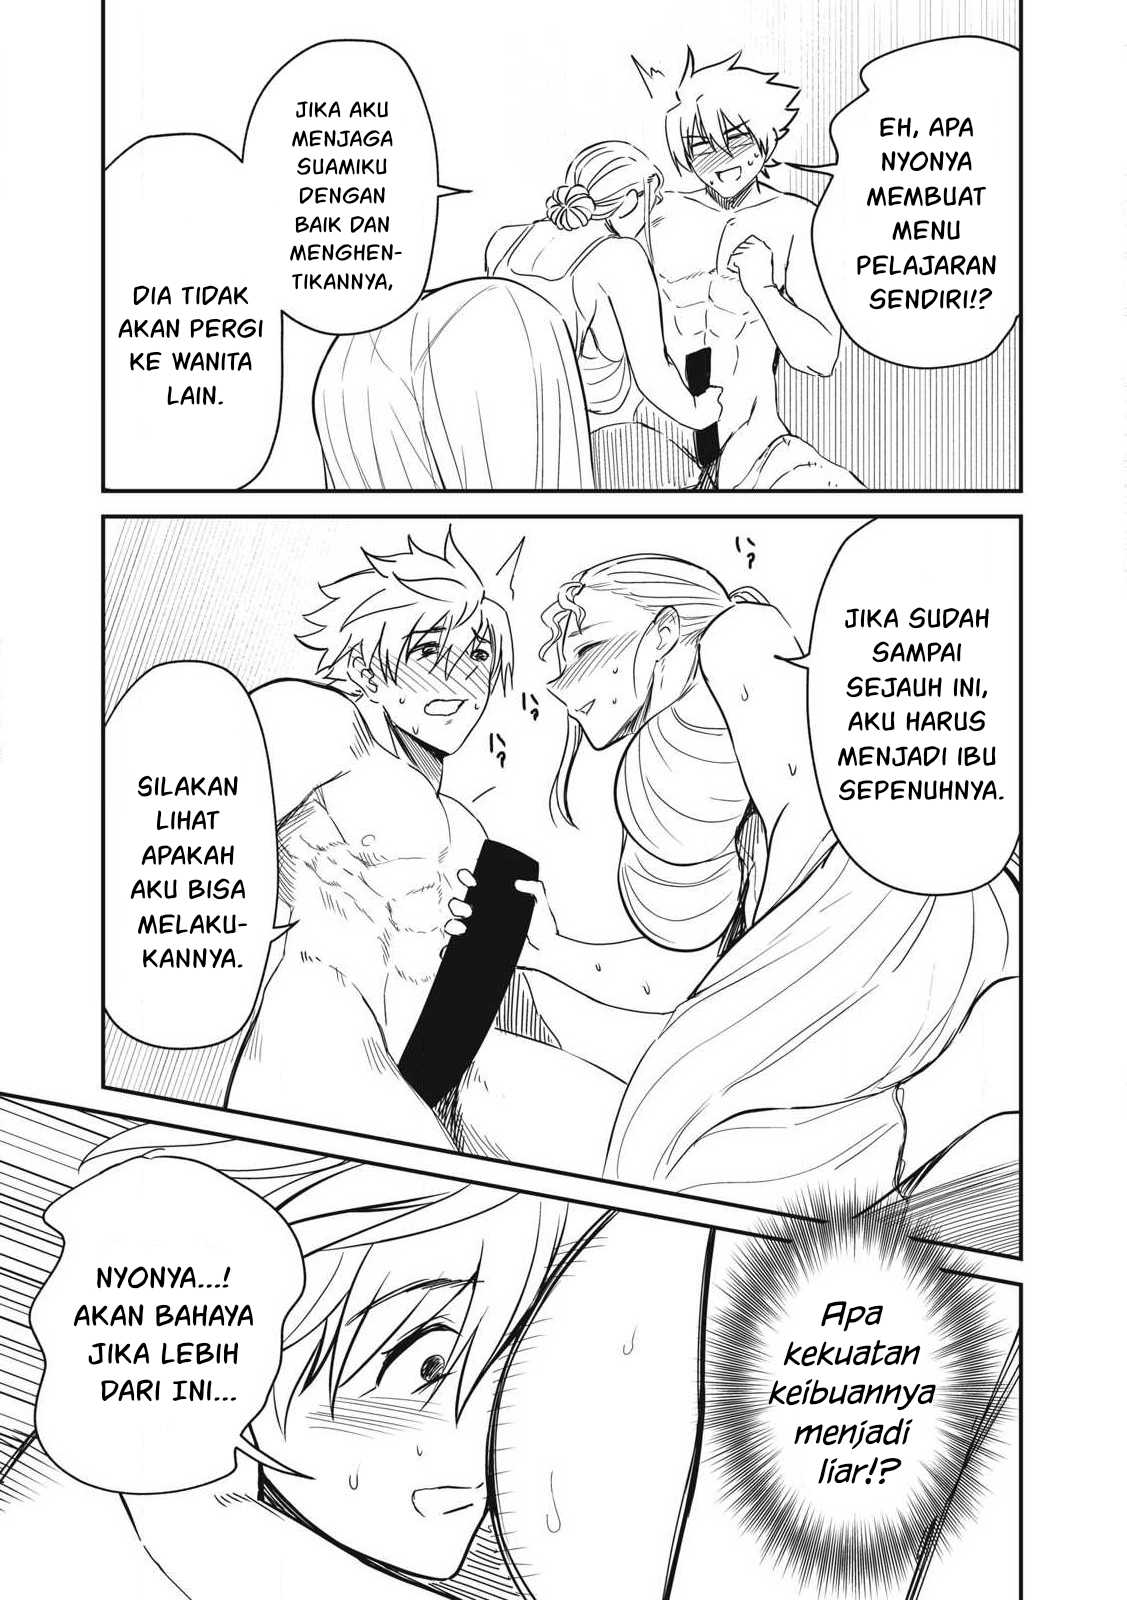 EH, APA
NYONYA
MEMBUAT
MENU
PELAJARAN
SENDIRI!?
JIKA AKU
MENJAGA
SUAMIKU
DENGAN
BAIK DAN
MENGHEN-
TIKANNYA,
DIA TIDAK
AKAN PERGI
KE WANITA
LAIN.
JIKA SUDAH
SAMPAI
SEJAUH INI,
AKU HARUS
MENJADI IBU
SEPENUHNYA.
SILAKAN
LIHAT
APAKAH
AKU BISA
MELAKU-
KANNYA.
Apa
kekuatan
keibuannya
menjadi
liar!?
NYONYA...!
AKAN BAHAYA
JIKA LEBIH
DARI INI...